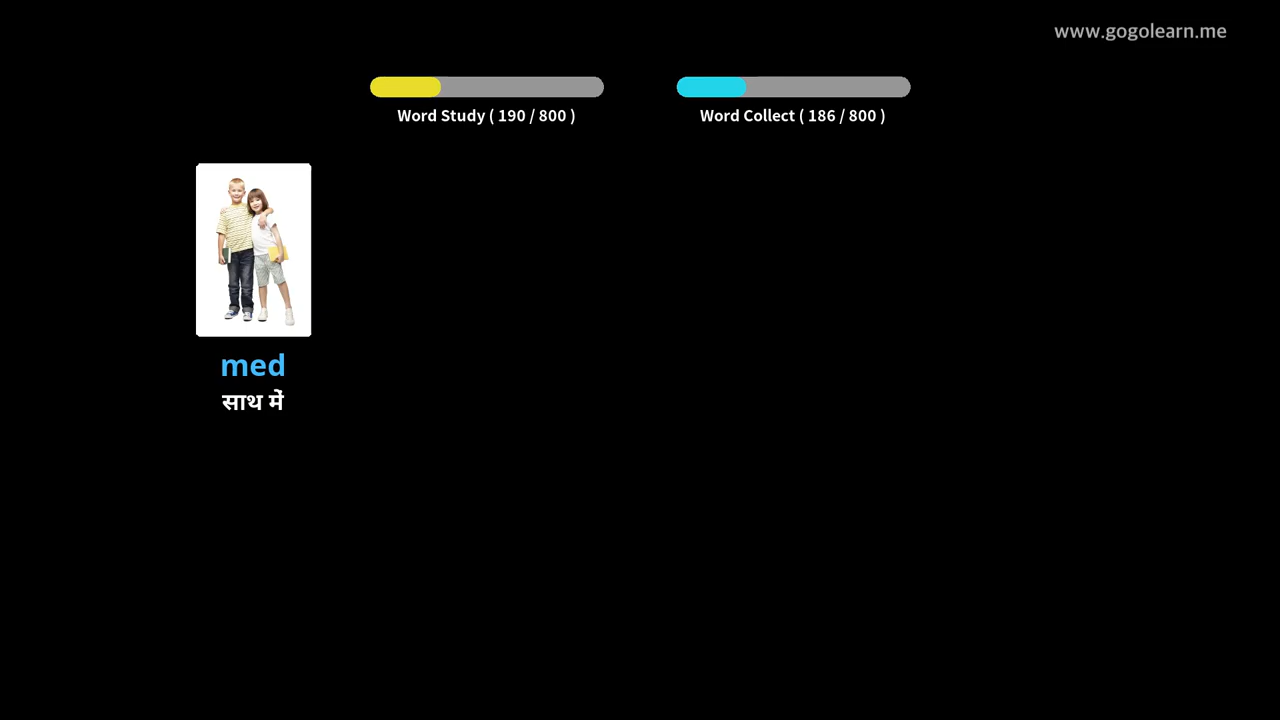 www.gogolearn.me
Word Study ( 190 / 800 )
Word Collect ( 186 / 800 )
med
साथ में